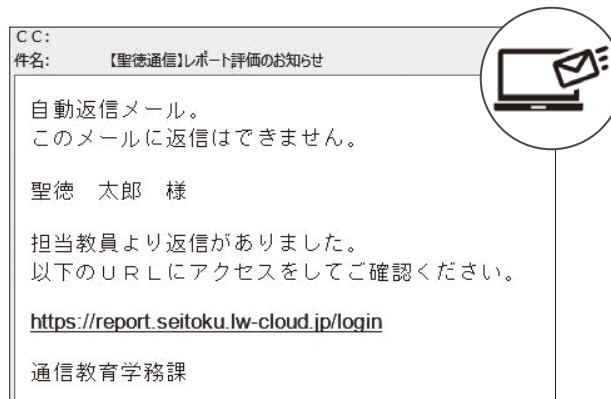 CC:
件名: 【聖徳通信】レポート評価のお知らせ
自動返信メール。
このメールに返信はできません。
聖徳 太郎 様
担当教員より返信がありました。
以下のURLにアクセスをしてご確認ください。
https://report.seitoku.lw-cloud.jp/login
通信教育学務課